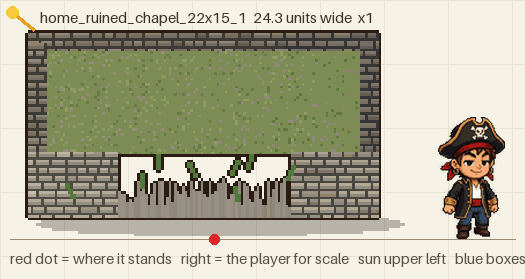 home_ruined_chapel_22x15_1 24.3 units wide x1
red dot = where it stands right = the player for scale sun upper left blue boxes